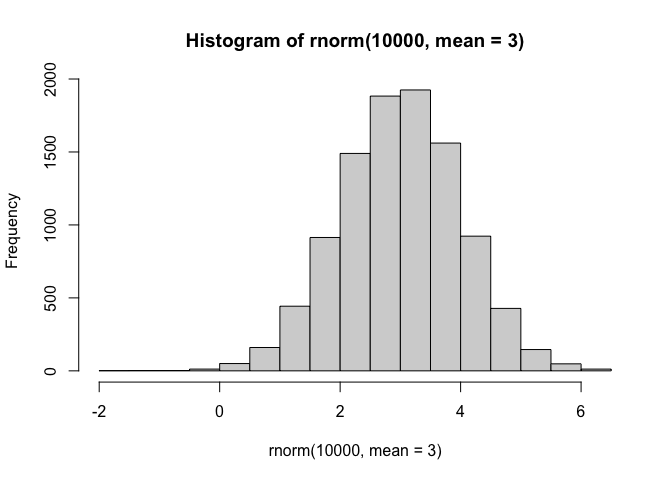 Histogram of rnorm(10000, mean = 3)
Frequency
2000
1500
1000
500
0
-2 0 2 4 6
rnorm(10000, mean = 3)